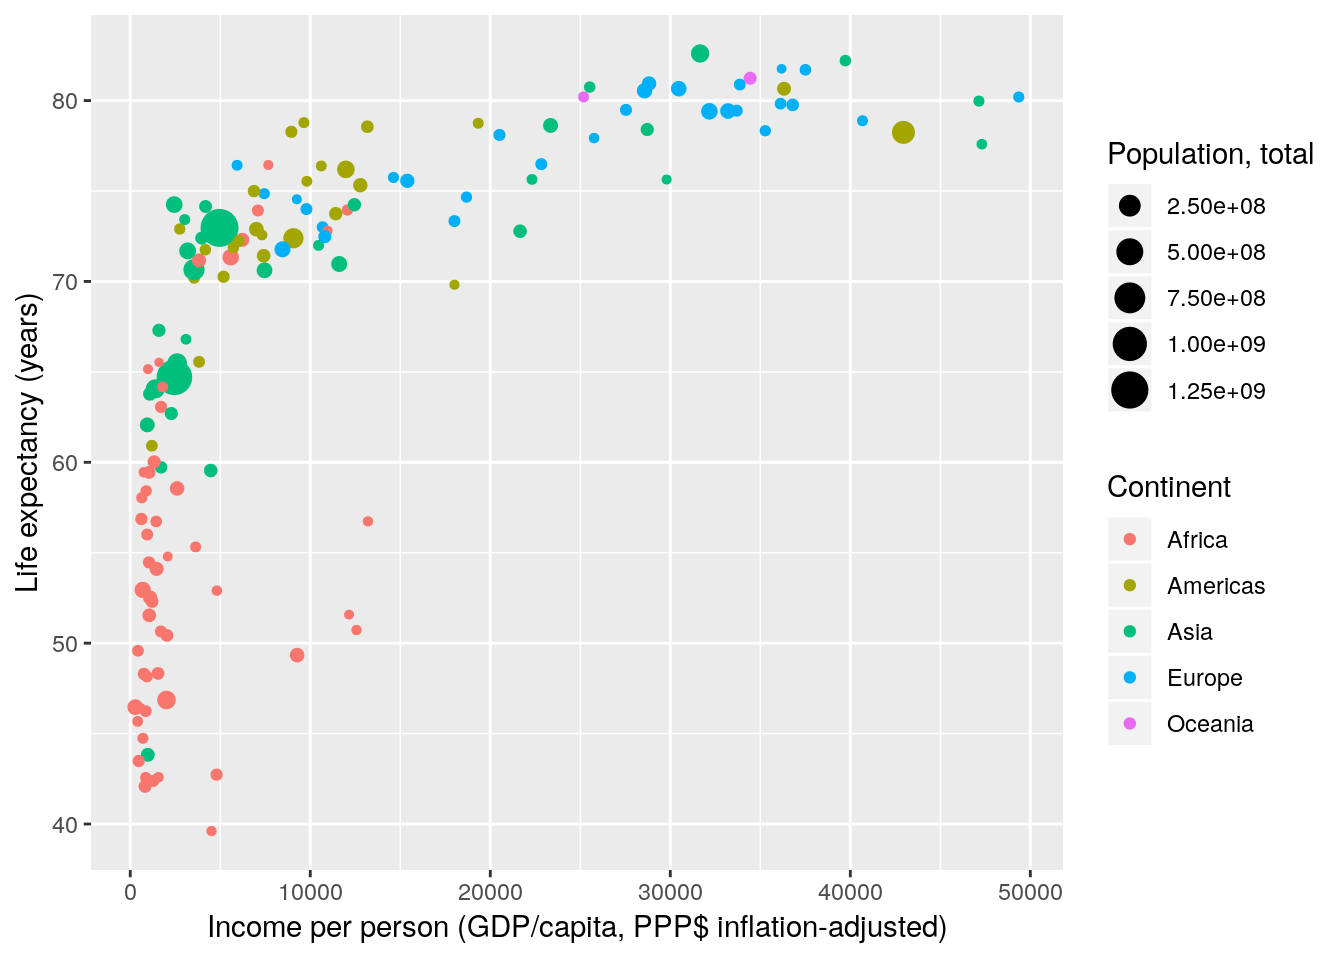 80
70
60
50
40
Life expectancy (years)
0
10000
20000
30000
40000
50000
Income per person (GDP/capita, PPP$ inflation-adjusted)
Population, total
2.50e+08
5.00e+08
7.50e+08
1.00e+09
1.25e+09
Continent
Africa
Americas
Asia
Europe
Oceania